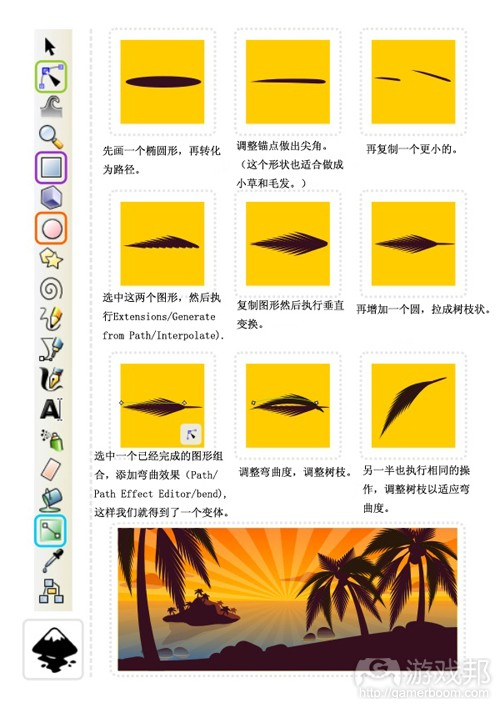 先画一个椭圆形，再转化
为路径。
调整锚点做出尖角。
（这个形状也适合做成
小草和毛发。）
再复制一个更小的。
选中这两个图形，然后执
行Extensions/Generate
from Path/Interpolate).
复制图形然后执行垂直
变换。
再增加一个圆，拉成树枝状。
选中一个已经完成的图形组
合，添加弯曲效果（Path/
Path Effect Editor/bend),
这样我们就得到了一个变体。
调整弯曲度，调整树枝。
另一半也执行相同的操
作，调整树枝以适应弯
曲度。
A
游戏邦
http://gamerboom.com